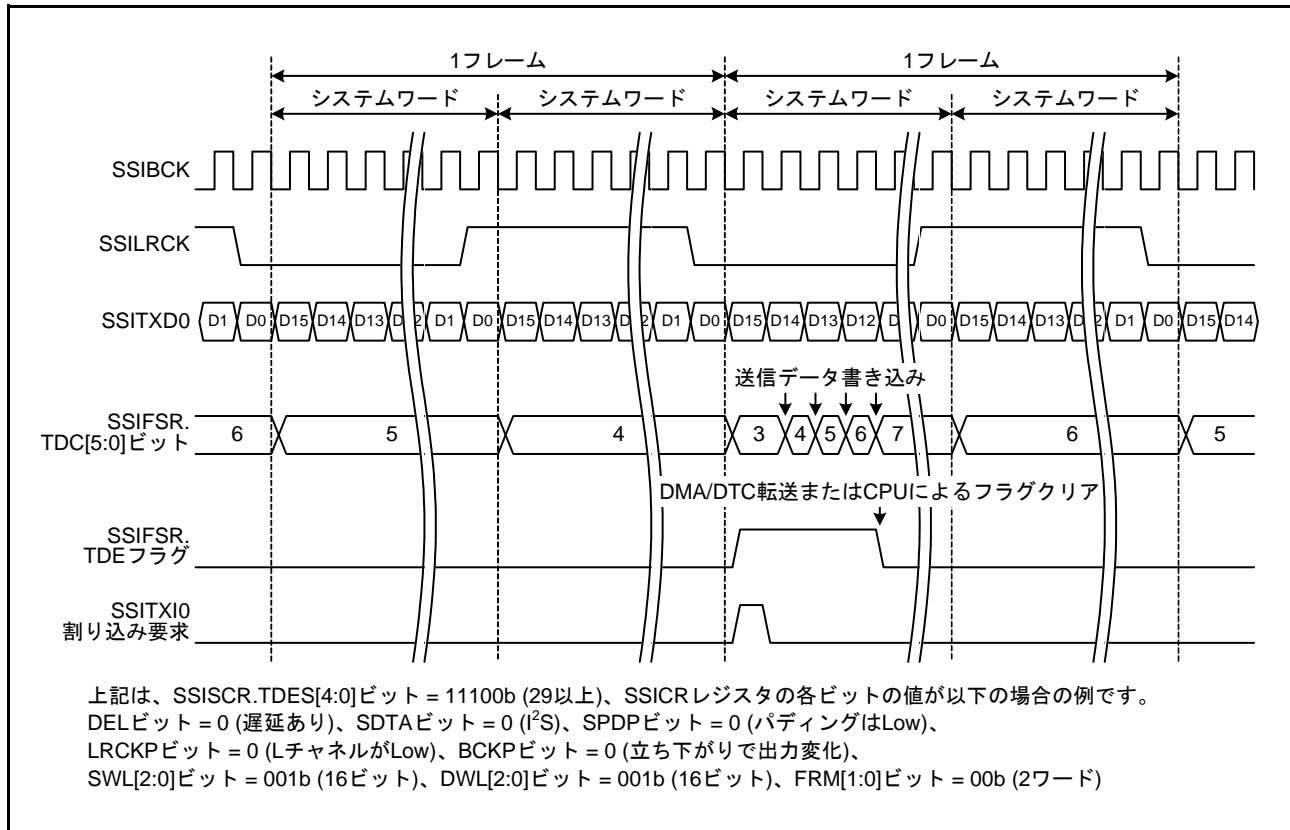 1フレーム 1フレーム
システムワード システムワード システムワード システムワード
SSIBCK
SSILRCK
SSITXD0 D1 D0 D15 D14 D13 D 2 D1 D0 D15 D14 D13 D 2 D1 D0 D15 D14 D13 D12 D D0 D15 D14 D13 D 2 D1 D0 D15 D14
送信データ書き込み
SSIFSR.
TDC[5:0]ビット 6 5 4 3 4 5 6 7 6 5
DMA/DTC転送またはCPUによるフラグクリア
SSIFSR.
TDEフラグ
SSITXI0
割り込み要求
上記は、SSISCR.TDES[4:0]ビット = 11100b (29以上)、SSICRレジスタの各ビットの値が以下の場合の例です。
DELビット = 0 (遅延あり)、SDTAビット = 0 (I²S)、SPDPビット = 0 (パディングはLow)、
LRCKPビット = 0 (LチャネルがLow)、BCKPビット = 0 (立ち下がりで出力変化)、
SWL[2:0]ビット = 001b (16ビット)、DWL[2:0]ビット = 001b (16ビット)、FRM[1:0]ビット = 00b (2ワード)